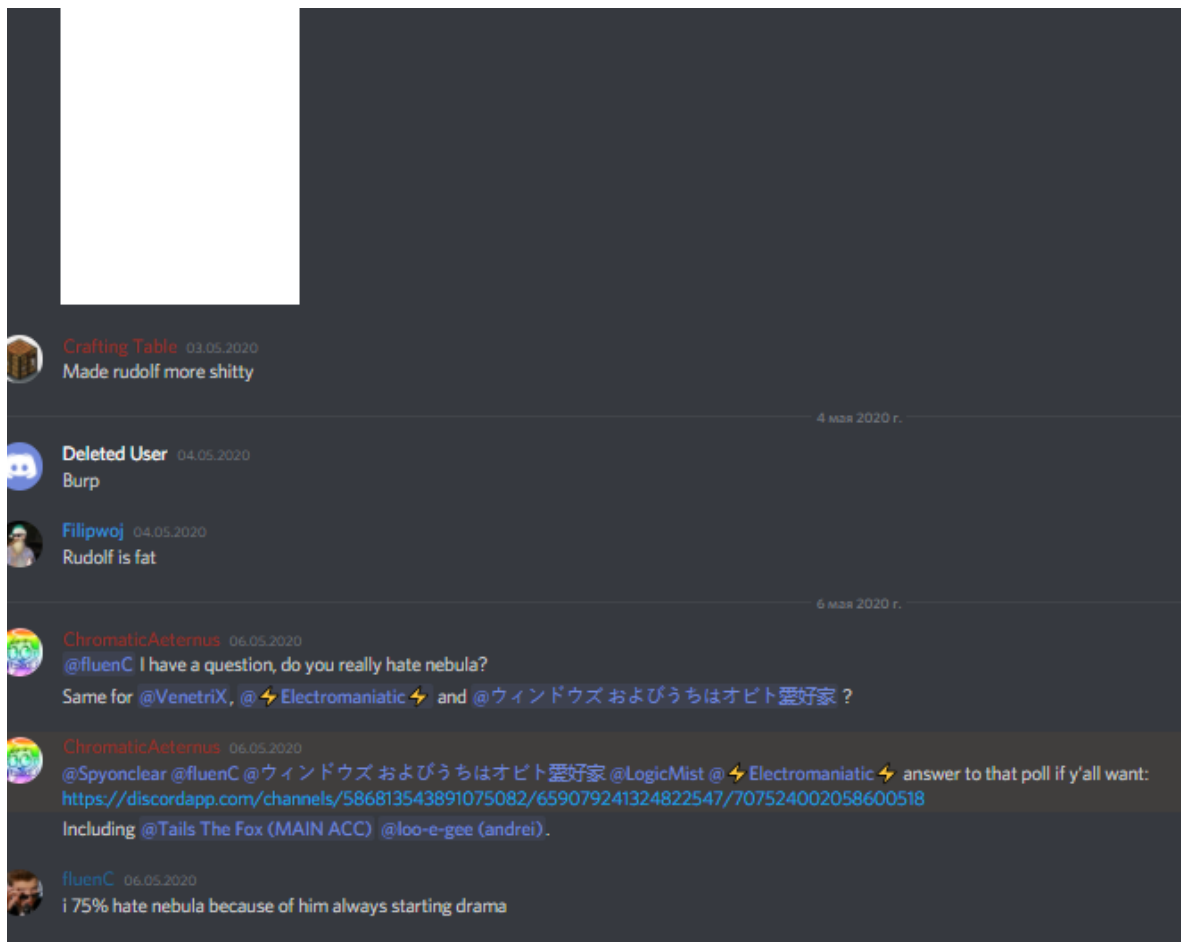 Crafting Table 03.05.2020
Made rudolf more shitty
4 мая 2020 г.
Deleted User 04.05.2020
Burp
Filipwoj 04.05.2020
Rudolf is fat
6 мая 2020 г.
ChromaticAeternus 06.05.2020
@fluenC I have a question, do you really hate nebula?
Same for @VenetriX, @⚡Electromaniatic⚡ and @ウィンドウズ およびうちはオビト愛好家 ?
ChromaticAeternus 06.05.2020
@Spyonclear @fluenC @ウィンドウズ およびうちはオビト愛好家 @LogicMist @⚡Electromaniatic⚡ answer to that poll if y'all want:
https://discordapp.com/channels/586813543891075082/659079241324822547/707524002058600518
Including @Tails The Fox (MAIN ACC) @loo-e-gee (andrei).
fluenC 06.05.2020
i 75% hate nebula because of him always starting drama